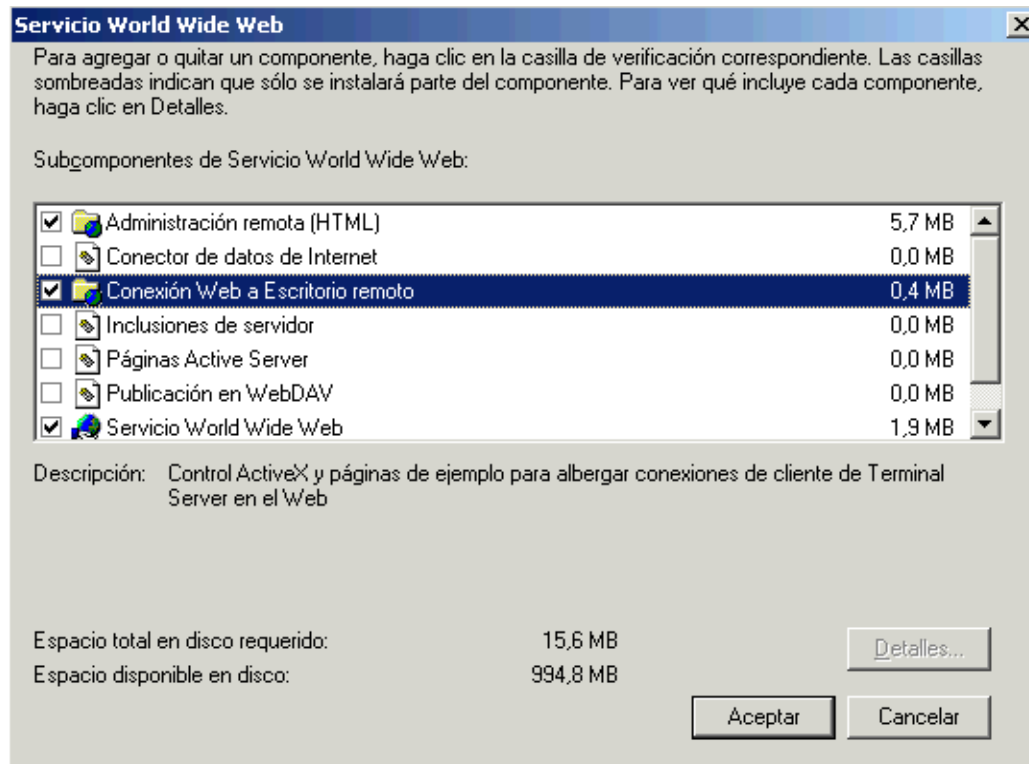 Servicio World Wide Web
Para agregar o quitar un componente, haga clic en la casilla de verificación correspondiente. Las casillas
sombreadas indican que sólo se instalará parte del componente. Para ver qué incluye cada componente,
haga clic en Detalles.
Subcomponentes de Servicio World Wide Web:
Administración remota (HTML) 5,7 MB
Conector de datos de Internet 0,0 MB
Conexión Web a Escritorio remoto 0,4 MB
Inclusiones de servidor 0,0 MB
Páginas Active Server 0,0 MB
Publicación en WebDAV 0,0 MB
Servicio World Wide Web 1,9 MB
Descripción: Control ActiveX y páginas de ejemplo para albergar conexiones de cliente de Terminal
Server en el Web
Espacio total en disco requerido: 15,6 MB
Detalles...
Espacio disponible en disco: 994,8 MB
Aceptar Cancelar